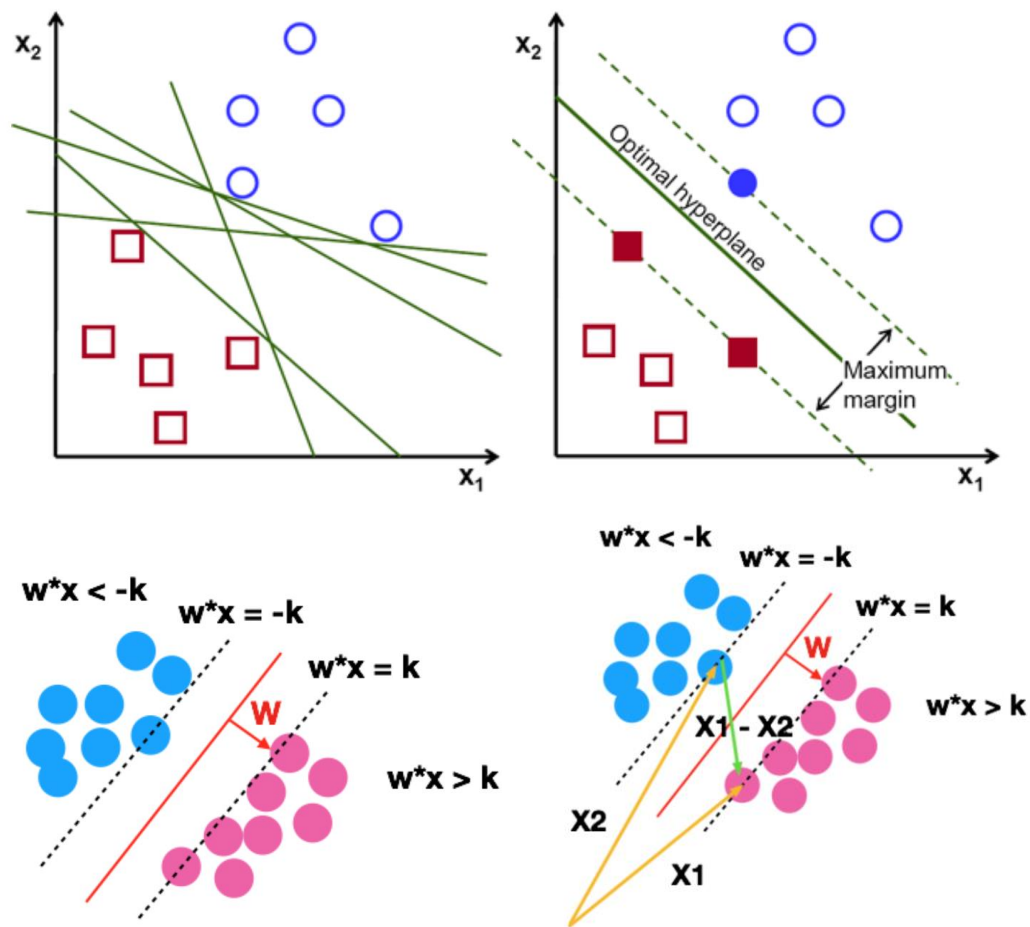 x₂
x₁
x₂
Optimal hyperplane
Maximum
margin
x₁
w*x < -k
w*x = -k
w*x = k
W
w*x > k
w*x < -k
w*x = -k
w*x = k
W
w*x > k
X1 - X2
X2
X1